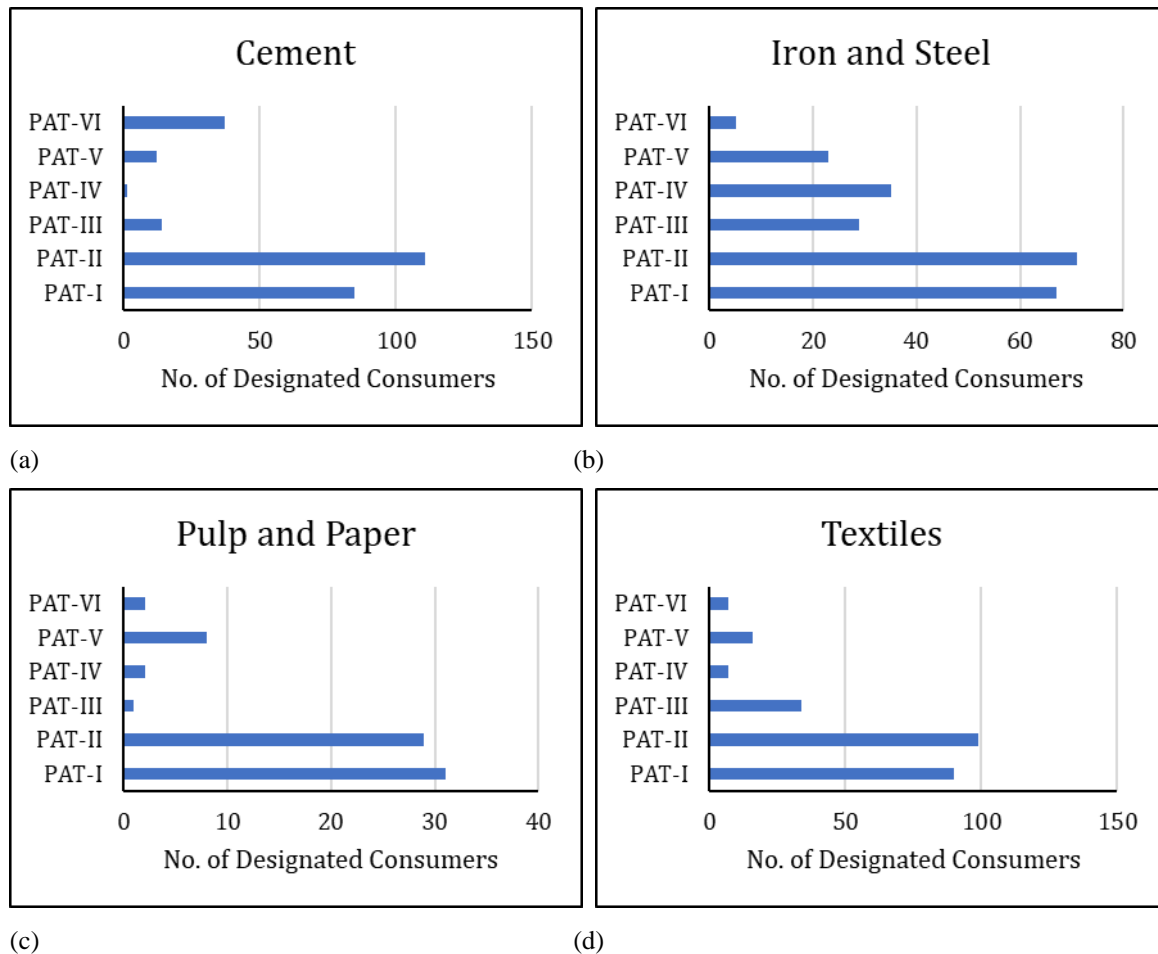 Cement
PAT-VI
PAT-V
PAT-IV
PAT-III
PAT-II
PAT-I
0 50 100 150
No. of Designated Consumers
(a)
Iron and Steel
PAT-VI
PAT-V
PAT-IV
PAT-III
PAT-II
PAT-I
0 20 40 60 80
No. of Designated Consumers
(b)
Pulp and Paper
PAT-VI
PAT-V
PAT-IV
PAT-III
PAT-II
PAT-I
0 10 20 30 40
No. of Designated Consumers
(c)
Textiles
PAT-VI
PAT-V
PAT-IV
PAT-III
PAT-II
PAT-I
0 50 100 150
No. of Designated Consumers
(d)